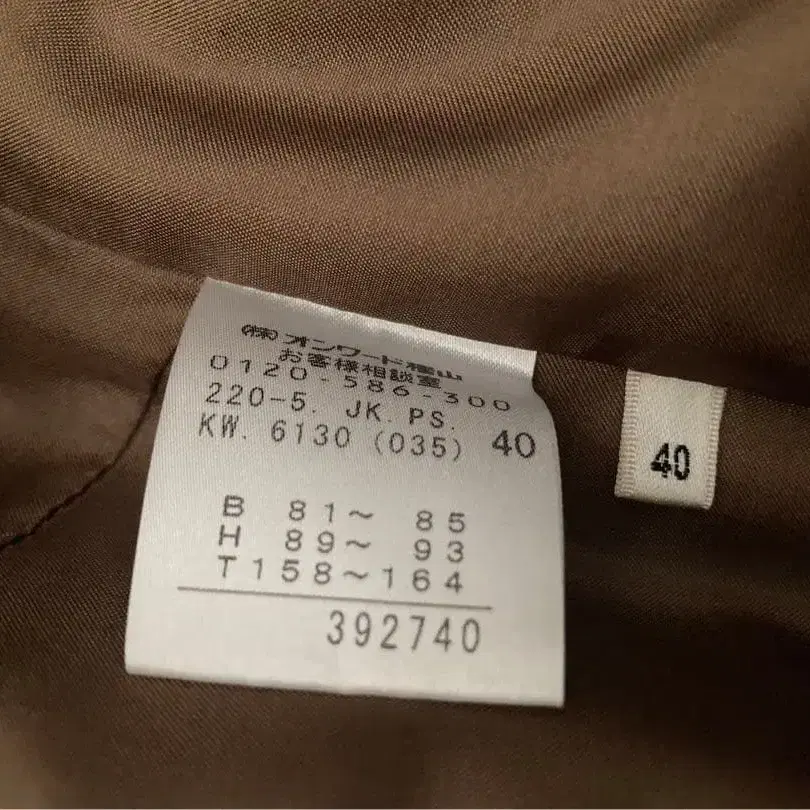 ㈱オンワード樫山
お客様相談室
0120-586-300
220-5. JK. PS.
KW. 6130 (035) 40
B 81〜 85
H 89〜 93
T158〜164
392740
40